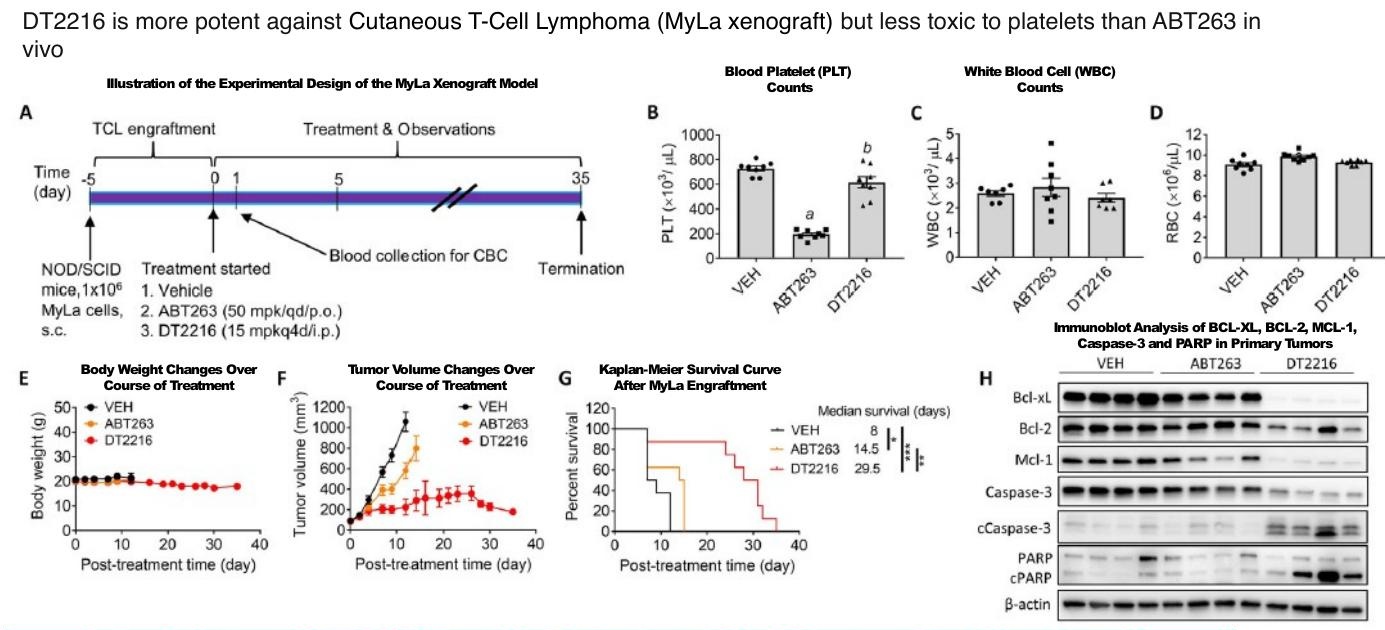 DT2216 is more potent against Cutaneous T-Cell Lymphoma (MyLa xenograft) but less toxic to platelets than ABT263 in
vivo
Illustration of the Experimental Design of the MyLa Xenograft Model
A
TCL engraftment
Treatment & Observations
Time
(day)
-5
0
1
5
35
Blood collection for CBC
Termination
NOD/SCID
mice,1x10⁶
MyLa cells,
s.c.
Treatment started
1. Vehicle
2. ABT263 (50 mpk/qd/p.o.)
3. DT2216 (15 mpkq4d/i.p.)
Blood Platelet (PLT)
Counts
B
PLT (×10³/ µL)
1000
800
600
400
200
0
a
b
VEH
ABT263
DT2216
White Blood Cell (WBC)
Counts
C
WBC (×10³/ µL)
5
4
3
2
1
0
VEH
ABT263
DT2216
D
RBC (×10⁶/µL)
12
10
8
6
4
2
0
VEH
ABT263
DT2216
E
Body Weight Changes Over
Course of Treatment
Body weight (g)
50
40
30
20
10
0
VEH
ABT263
DT2216
0
10
20
30
40
Post-treatment time (day)
F
Tumor Volume Changes Over
Course of Treatment
Tumor volume (mm³)
1200
1000
800
600
400
200
0
VEH
ABT263
DT2216
0
10
20
30
40
Post-treatment time (day)
G
Kaplan-Meier Survival Curve
After MyLa Engraftment
Percent survival
120
100
80
60
40
20
0
Median survival (days)
VEH 8
ABT263 14.5
DT2216 29.5
*
***
**
0
10
20
30
40
Post-treatment time (day)
Immunoblot Analysis of BCL-XL, BCL-2, MCL-1,
Caspase-3 and PARP in Primary Tumors
H
VEH
ABT263
DT2216
Bcl-xL
Bcl-2
Mcl-1
Caspase-3
cCaspase-3
PARP
cPARP
β-actin